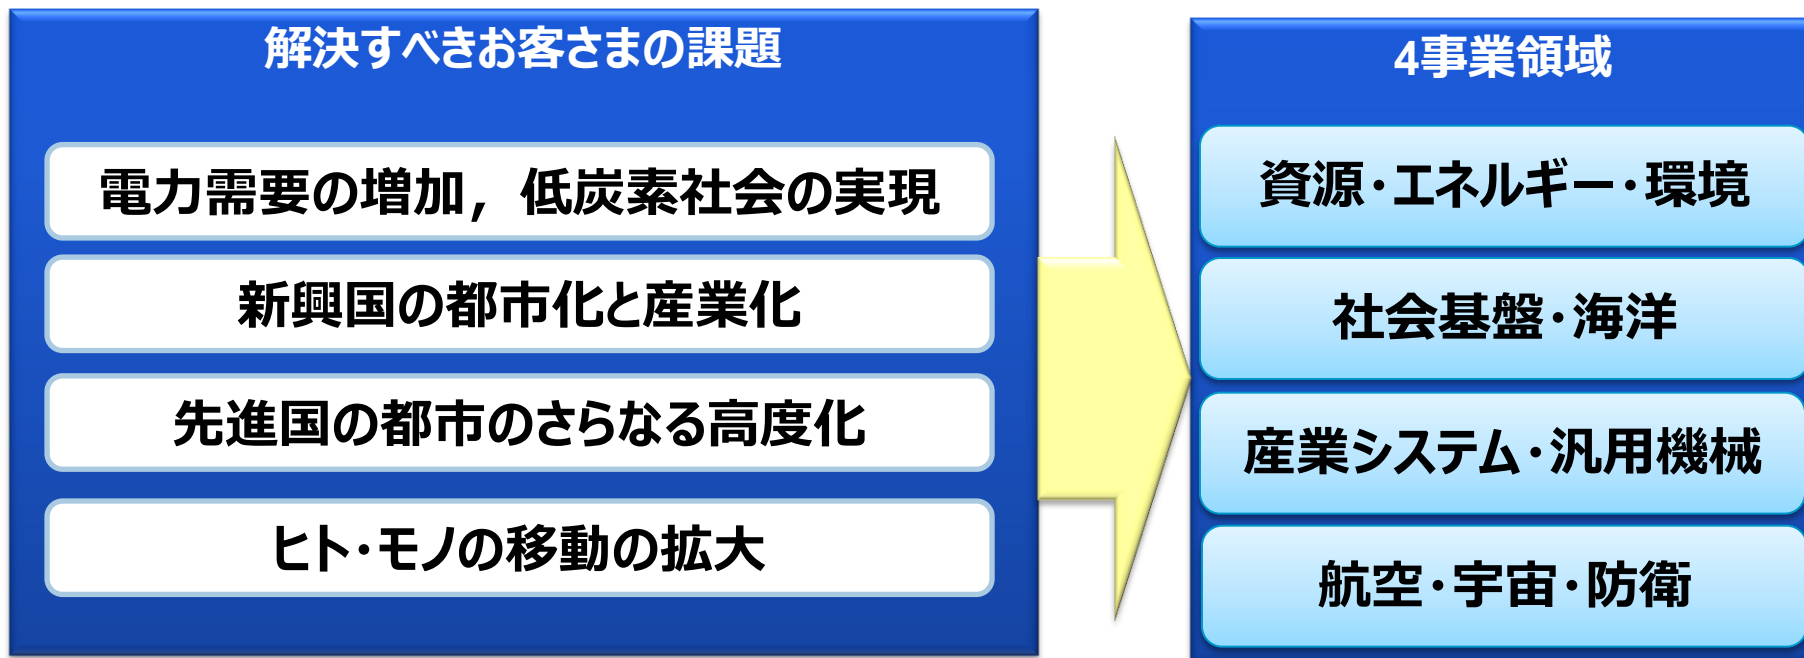 解決すべきお客さまの課題
電力需要の増加，低炭素社会の実現
新興国の都市化と産業化
先進国の都市のさらなる高度化
ヒト・モノの移動の拡大
4事業領域
資源・エネルギー・環境
社会基盤・海洋
産業システム・汎用機械
航空・宇宙・防衛